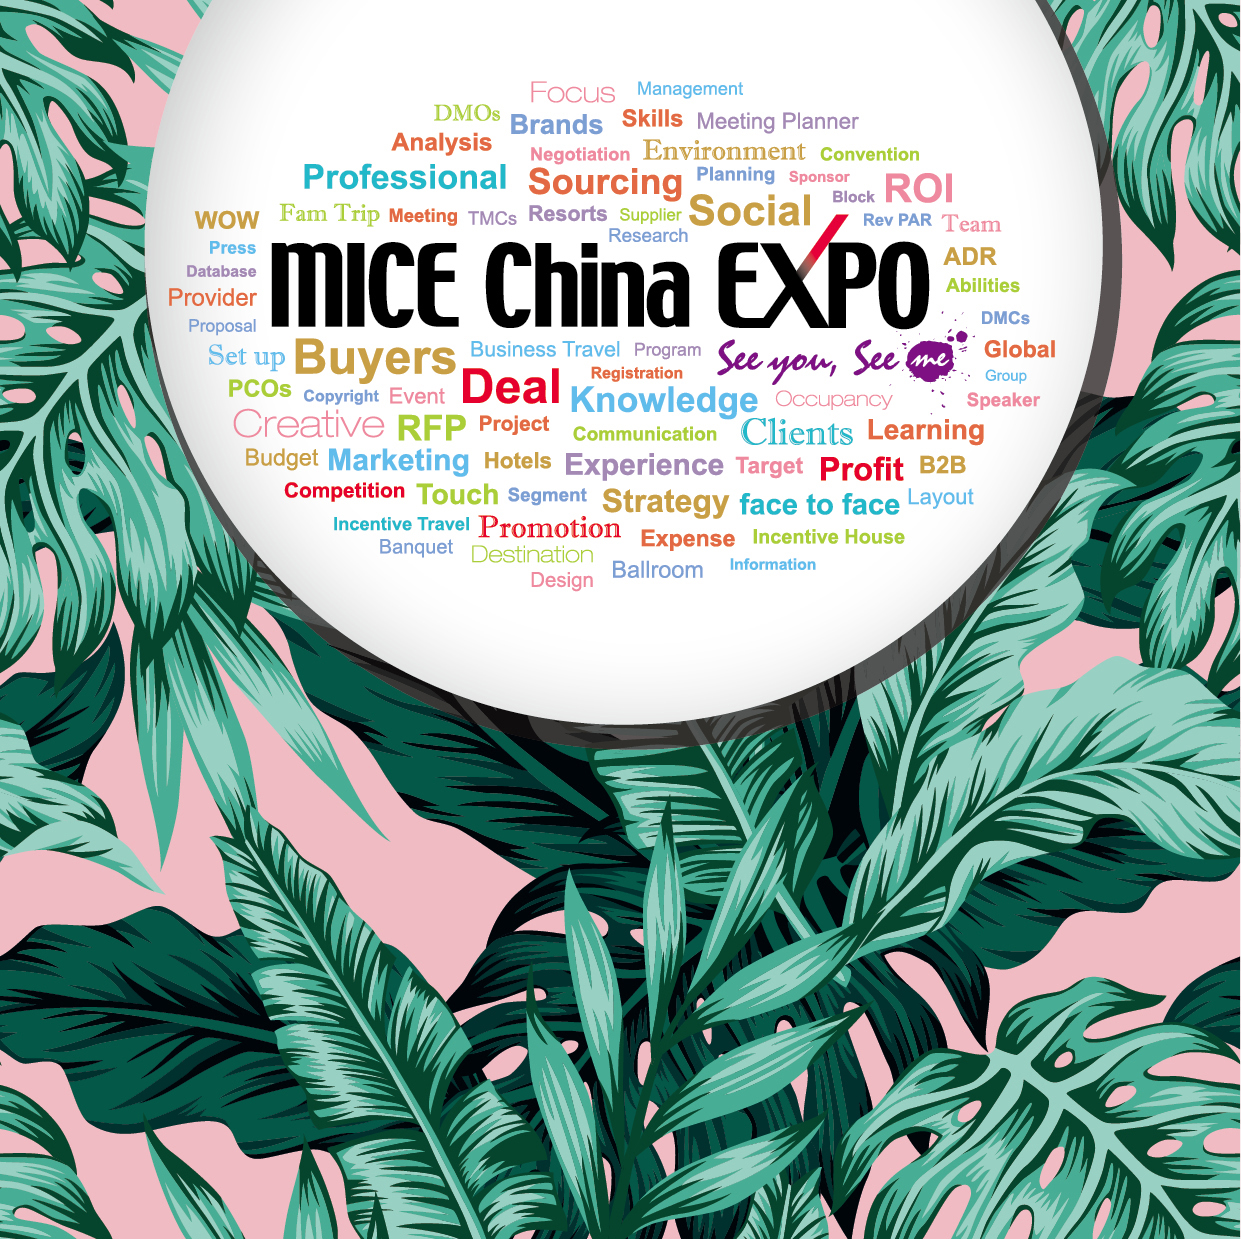 Focus Management
DMOs Brands Skills Meeting Planner
Analysis Negotiation Environment Convention
Professional Sourcing Planning Sponsor
Block ROI
WOW Fam Trip Meeting TMCs Resorts Supplier Social Rev PAR Team
Press Research
Database MICE China EXPO ADR
Provider Abilities
Proposal DMCs
Set up Buyers Business Travel Program See you, See me Global
Registration Group
PCOs Copyright Event Deal Knowledge Occupancy Speaker
Creative RFP Project Communication Clients Learning
Budget Marketing Hotels Experience Target Profit B2B
Competition Touch Segment Strategy face to face Layout
Incentive Travel Promotion Expense Incentive House
Banquet Destination
Design Ballroom Information